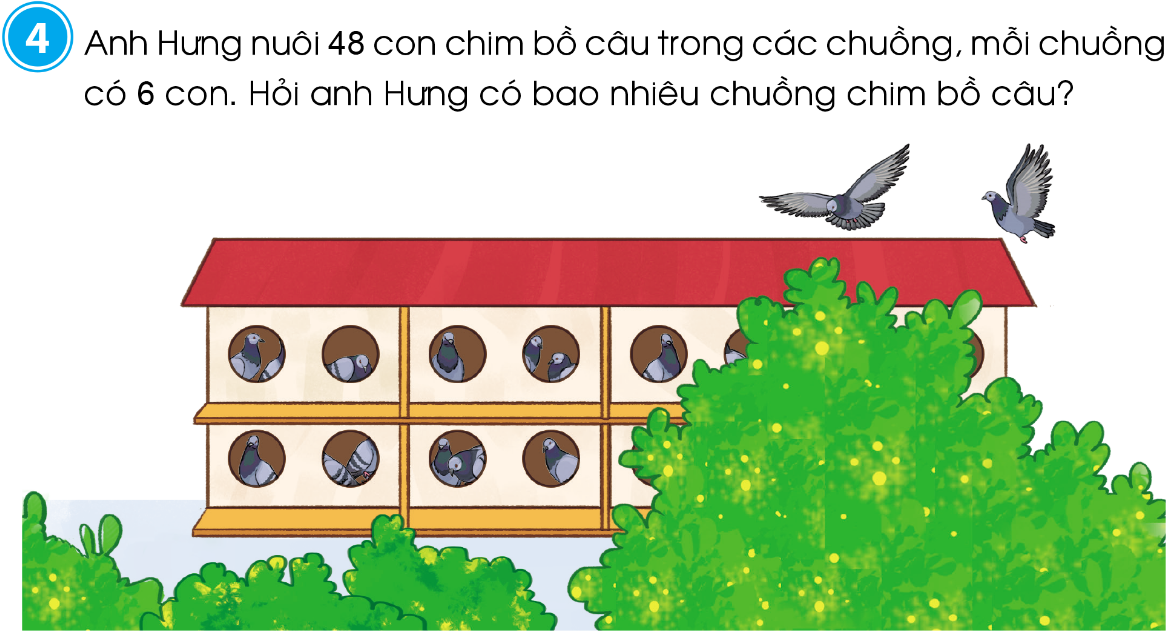 4 Anh Hưng nuôi 48 con chim bồ câu trong các chuồng, mỗi chuồng
có 6 con. Hỏi anh Hưng có bao nhiêu chuồng chim bồ câu?